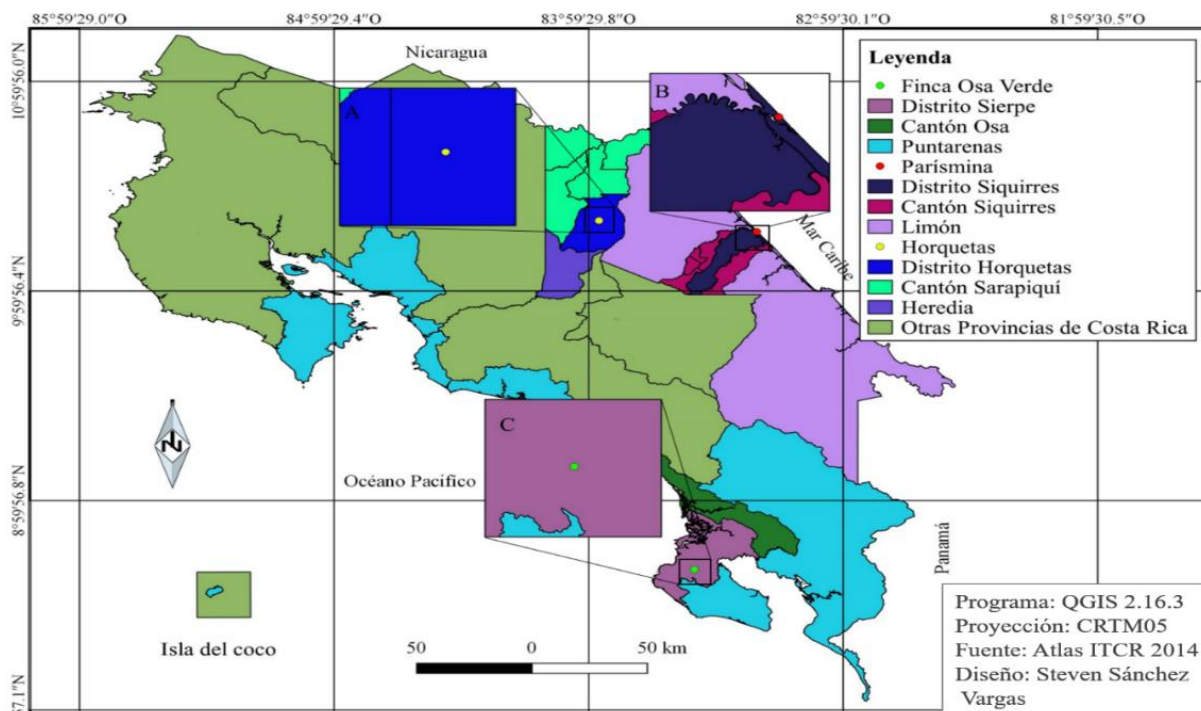 85°59'29.0"O
84°59'29.4"O
83°59'29.8"O
82°59'30.1"O
81°59'30.5"O
10°59'56.0"N
9°59'56.4"N
8°59'56.8"N
57.1"N
Nicaragua
A
B
C
Mar Caribe
Océano Pacifico
Panamá
N
Isla del coco
50 0 50 km
Leyenda
Finca Osa Verde
Distrito Sierpe
Cantón Osa
Puntarenas
Parísmina
Distrito Siquirres
Cantón Siquirres
Limón
Horquetas
Distrito Horquetas
Cantón Sarapiquí
Heredia
Otras Provincias de Costa Rica
Programa: QGIS 2.16.3
Proyección: CRTM05
Fuente: Atlas ITCR 2014
Diseño: Steven Sánchez
Vargas